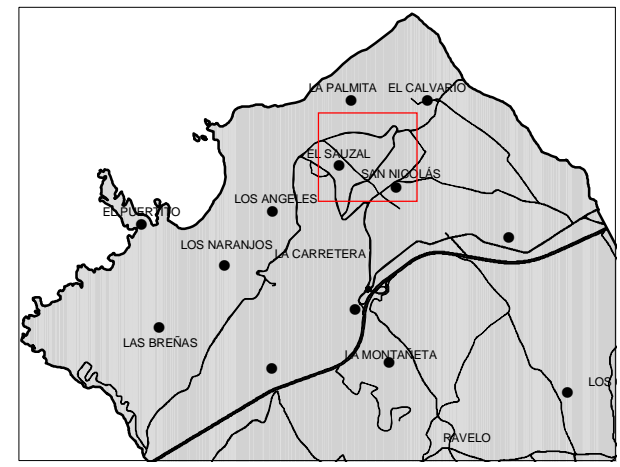 LA PALMITA
EL CALVARIO
EL SAUZAL
SAN NICOLÁS
LOS ANGELES
EL PUERTITO
LOS NARANJOS
LA CARRETERA
LAS BREÑAS
LA MONTAÑETA
LOS
RAVELO